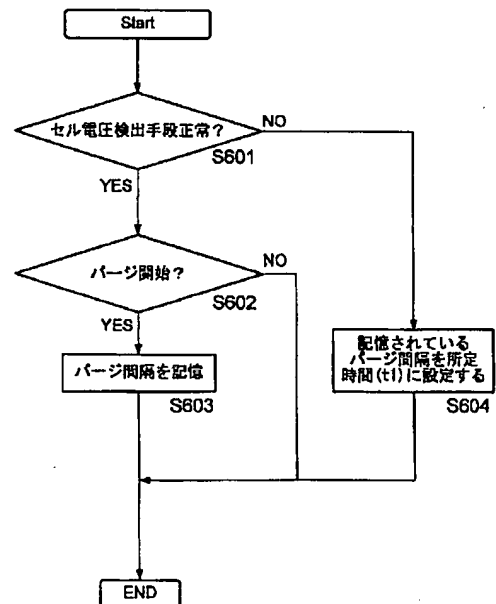 Start
セル電圧検出手段正常？
NO
S601
YES
パージ開始？
NO
S602
YES
パージ間隔を記憶
S603
記憶されている
パージ間隔を所定
時間(t1)に設定する
S604
END